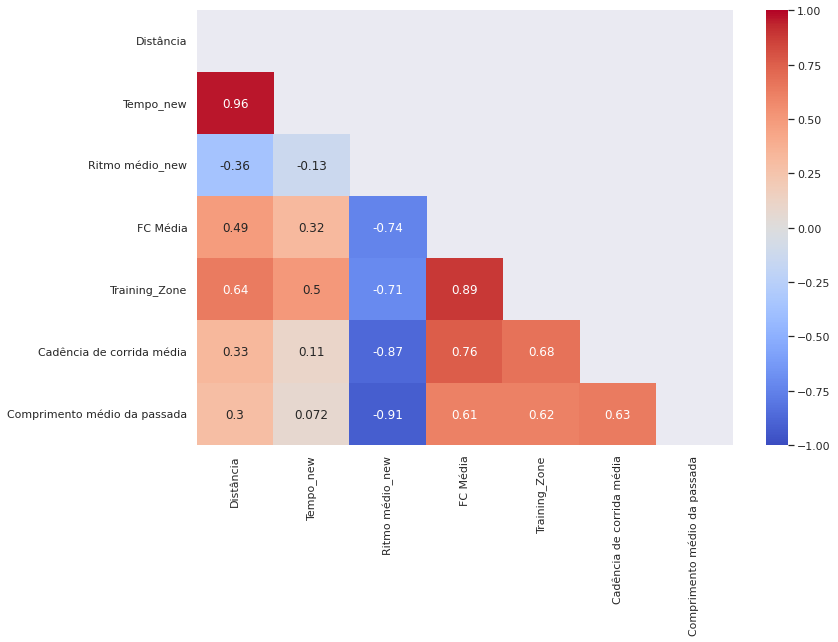 Distância
Tempo_new
0.96
Ritmo médio_new
-0.36 -0.13
FC Média
0.49 0.32 -0.74
Training_Zone
0.64 0.5 -0.71 0.89
Cadência de corrida média
0.33 0.11 -0.87 0.76 0.68
Comprimento médio da passada
0.3 0.072 -0.91 0.61 0.62 0.63
Distância
Tempo_new
Ritmo médio_new
FC Média
Training_Zone
Cadência de corrida média
Comprimento médio da passada
1.00
0.75
0.50
0.25
0.00
−0.25
−0.50
−0.75
−1.00